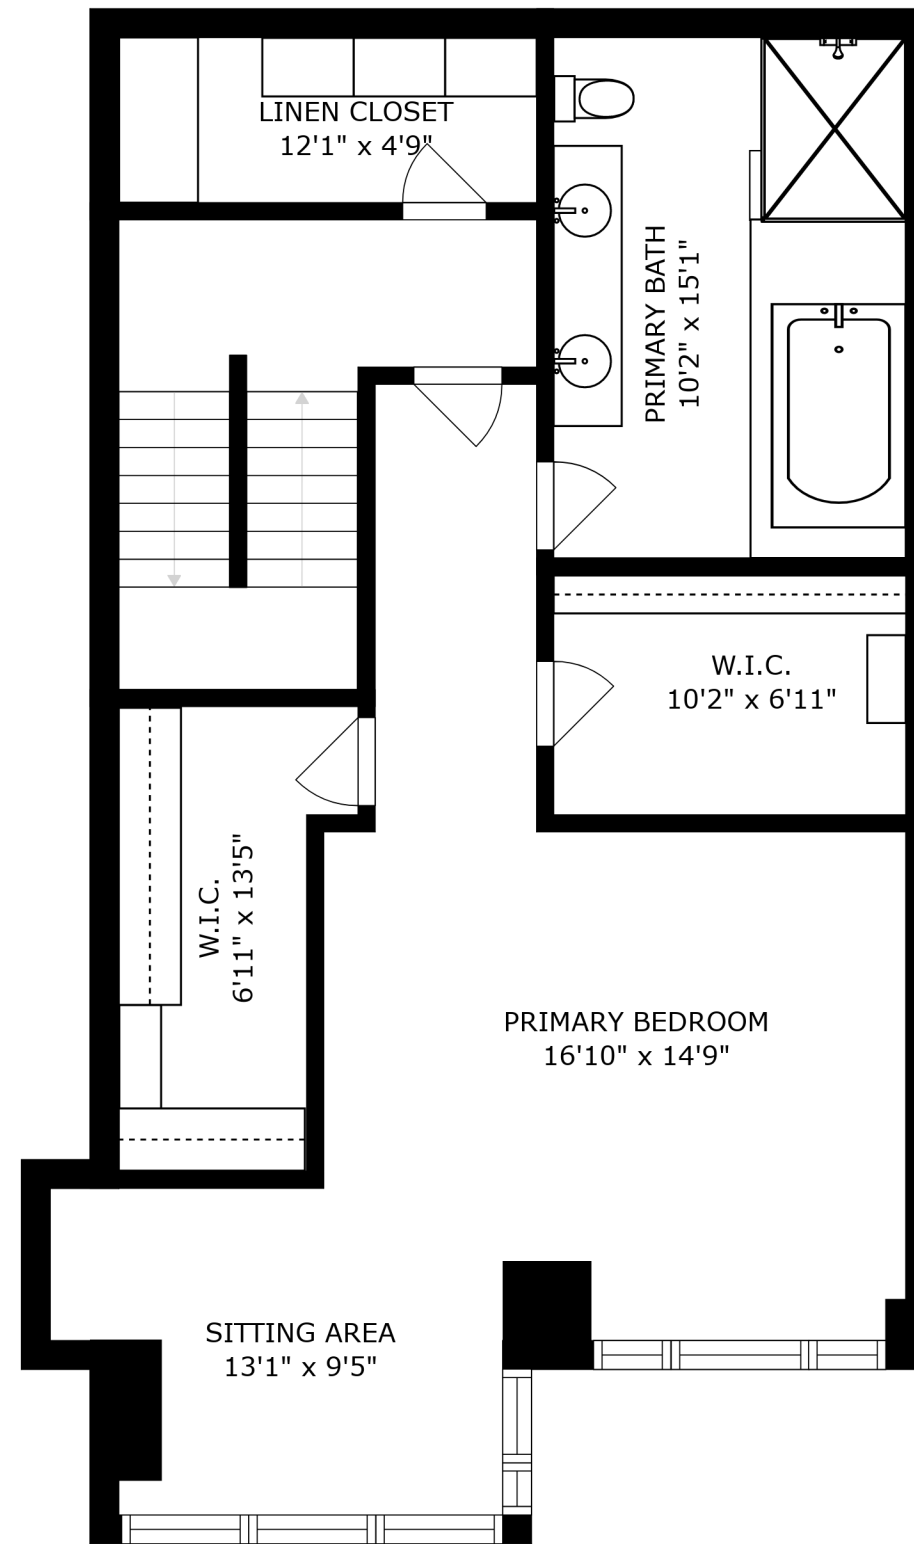 LINEN CLOSET
12'1" x 4'9"
PRIMARY BATH
10'2" x 15'1"
W.I.C.
10'2" x 6'11"
W.I.C.
6'11" x 13'5"
PRIMARY BEDROOM
16'10" x 14'9"
SITTING AREA
13'1" x 9'5"